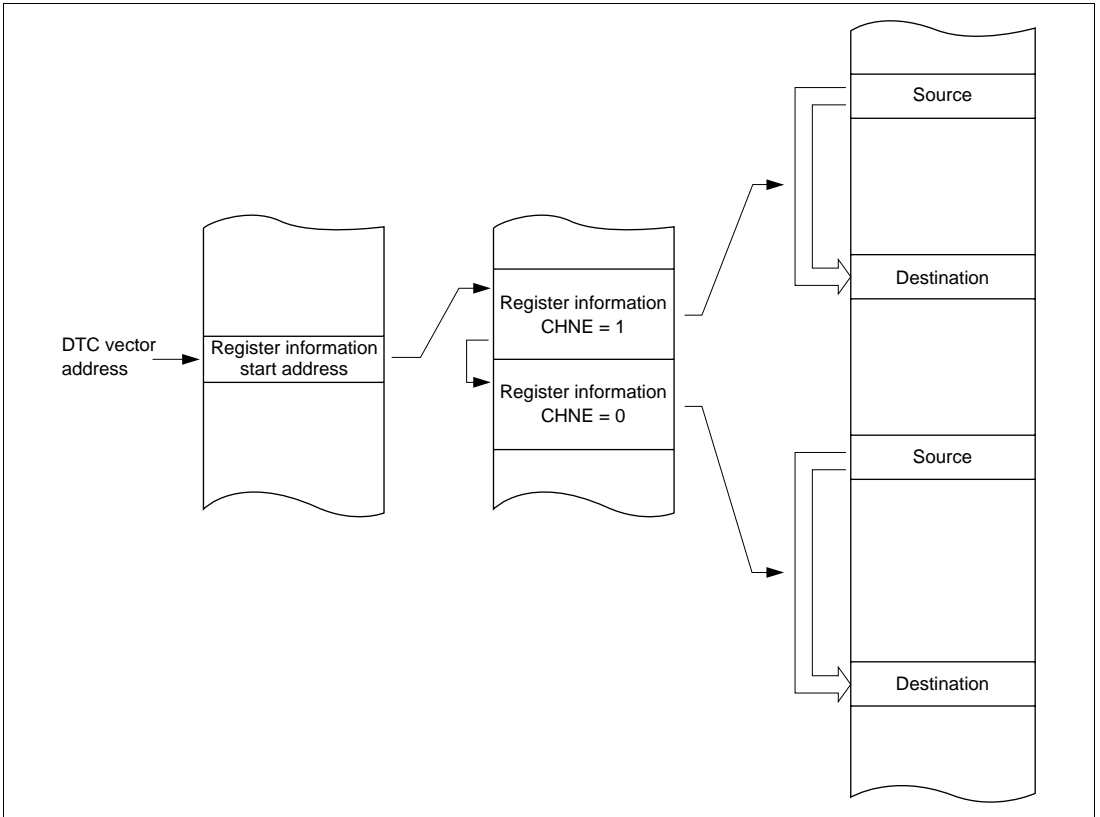 DTC vector
address
Register information
start address
Register information
CHNE = 1
Register information
CHNE = 0
Source
Destination
Source
Destination